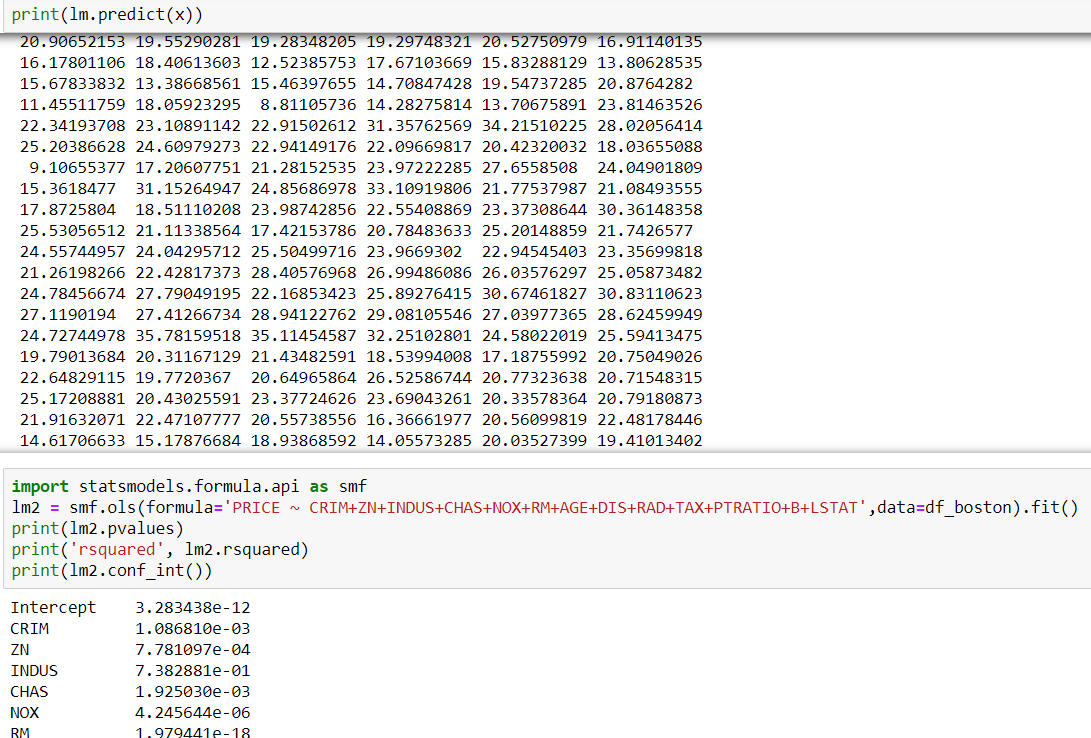 print(lm.predict(x))
20.90652153 19.55290281 19.28348205 19.29748321 20.52750979 16.91140135
16.17801106 18.40613603 12.52385753 17.67103669 15.83288129 13.80628535
15.67833832 13.38668561 15.46397655 14.70847428 19.54737285 20.8764282
11.45511759 18.05923295 8.81105736 14.28275814 13.70675891 23.81463526
22.34193708 23.10891142 22.91502612 31.35762569 34.21510225 28.02056414
25.20386628 24.60979273 22.94149176 22.09669817 20.42320032 18.03655088
9.10655377 17.20607751 21.28152535 23.97222285 27.6558508 24.04901809
15.3618477 31.15264947 24.85686978 33.10919806 21.77537987 21.08493555
17.8725804 18.51110208 23.98742856 22.55408869 23.37308644 30.36148358
25.53056512 21.11338564 17.42153786 20.78483633 25.20148859 21.7426577
24.55744957 24.04295712 25.50499716 23.9669302 22.94545403 23.35699818
21.26198266 22.42817373 28.40576968 26.99486086 26.03576297 25.05873482
24.78456674 27.79049195 22.16853423 25.89276415 30.67461827 30.83110623
27.1190194 27.41266734 28.94122762 29.08105546 27.03977365 28.62459949
24.72744978 35.78159518 35.11454587 32.25102801 24.58022019 25.59413475
19.79013684 20.31167129 21.43482591 18.53994008 17.18755992 20.75049026
22.64829115 19.7720367 20.64965864 26.52586744 20.77323638 20.71548315
25.17208881 20.43025591 23.37724626 23.69043261 20.33578364 20.79180873
21.91632071 22.47107777 20.55738556 16.36661977 20.56099819 22.48178446
14.61706633 15.17876684 18.93868592 14.05573285 20.03527399 19.41013402
import statsmodels.formula.api as smf
lm2 = smf.ols(formula='PRICE ~ CRIM+ZN+INDUS+CHAS+NOX+RM+AGE+DIS+RAD+TAX+PTRATIO+B+LSTAT',data=df_boston).fit()
print(lm2.pvalues)
print('rsquared', lm2.rsquared)
print(lm2.conf_int())
Intercept 3.283438e-12
CRIM 1.086810e-03
ZN 7.781097e-04
INDUS 7.382881e-01
CHAS 1.925030e-03
NOX 4.245644e-06
RM 1.979441e-18